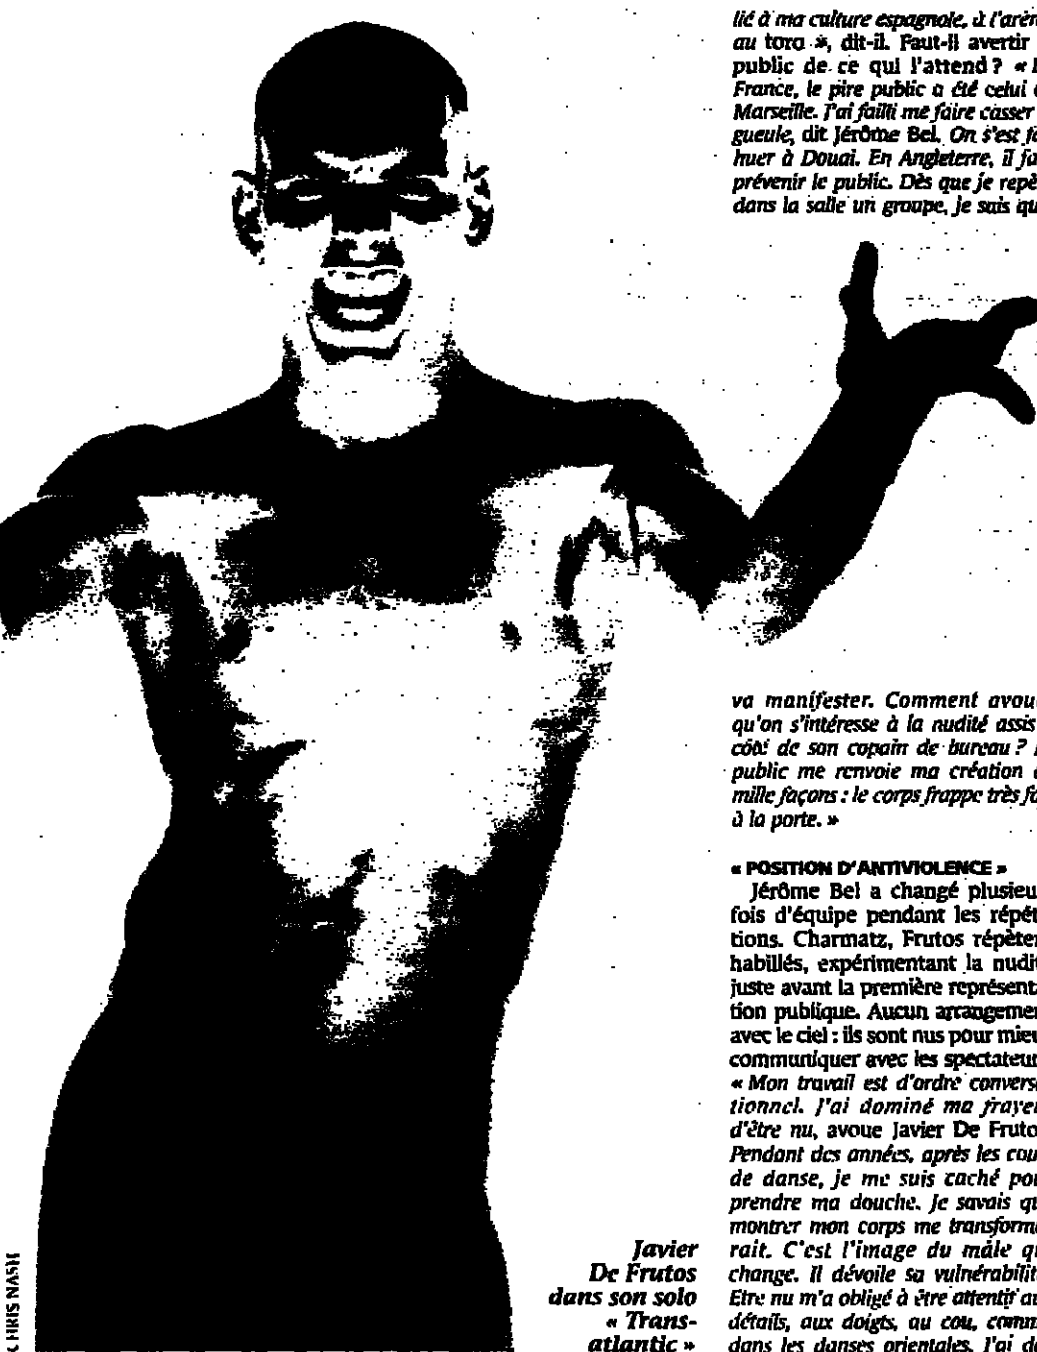 lié à ma culture espagnole, à l'arèn
au toro », dit-il. Faut-il avertir
public de ce qui l'attend ? «
France, le pire public a été celui
Marseille. J'ai failli me faire casser
gueule, dit Jérôme Bel. On s'est fa
huer à Douai. En Angleterre, il fa
prévenir le public. Dès que je repè
dans la salle un groupe, je sais qu
va manifester. Comment avou
qu'on s'intéresse à la nudité assis
côté de son copain de bureau ?
public me renvoie ma création
mille façons : le corps frappe très fo
à la porte. »
« POSITION D'ANTIVIOLENCE »
Jérôme Bel a changé plusieu
fois d'équipe pendant les répét
tions. Charmatz, Frutos répèten
habillés, expérimentant la nudit
juste avant la première représenta
tion publique. Aucun arrangemen
avec le ciel : ils sont nus pour mieu
communiquer avec les spectateur
« Mon travail est d'ordre conversa
tionnel. J'ai dominé ma frayeu
d'être nu, avoue Javier De Fruto
Pendant des années, après les cou
de danse, je me suis caché pou
prendre ma douche. Je savais qu
montrer mon corps me transforme
rait. C'est l'image du mâle qu
change. Il dévoile sa vulnérabilit
Etre nu m'a obligé à être attentif au
détails, aux doigts, au cou, comm
dans les danses orientales. J'ai dé
Javier
De Frutos
dans son solo
« Trans-
atlantic »
CHRIS NASH